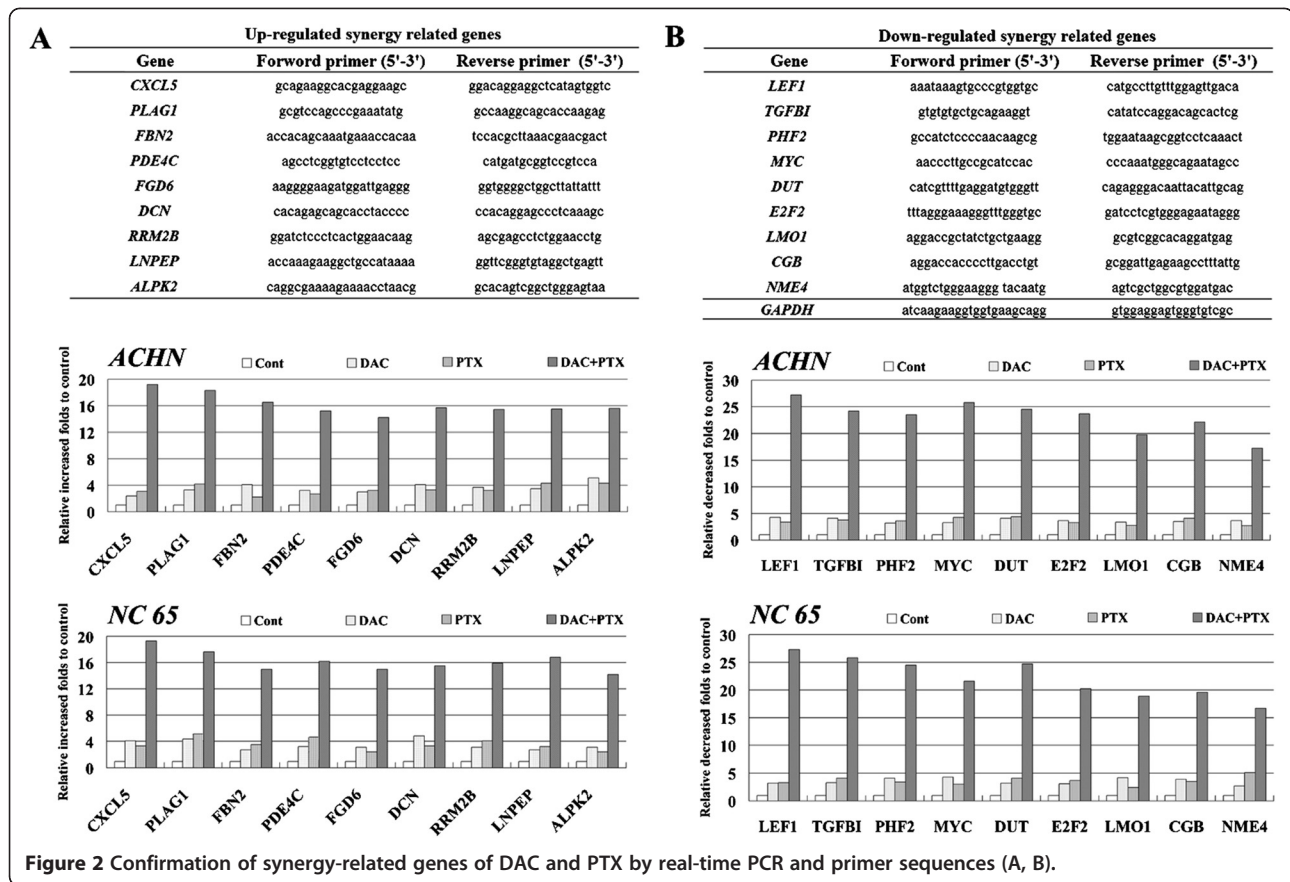 A
Up-regulated synergy related genes
Gene Forword primer (5'-3') Reverse primer (5'-3')
CXCL5 gcagaaggcacgaggaagc ggacaggaggctcatagtggtc
PLAG1 gcgtccagcccgaaatatg gccaaggcagcaccaagag
FBN2 accacagcaaatgaaaccacaa tccacgcttaaacgaacgact
PDE4C agcctcggtgtcctcctcc catgatgcggtccgtcca
FGD6 aaggggaagatggattgaggg ggtggggctggcttattattt
DCN cacagagcagcacctacccc ccacaggagccctcaaagc
RRM2B ggatctccctcactggaacaag agcgagcctctggaacctg
LNPEP accaaagaaggctgccataaaa ggttcgggtgtaggctgagtt
ALPK2 caggcgaaaagaaaacctaacg gcacagtcggctgggagtaa
B
Down-regulated synergy related genes
Gene Forword primer (5'-3') Reverse primer (5'-3')
LEF1 aaataaagtgcccgtggtgc catgccttgtttggagttgaca
TGFBI gtgtgtgctgcagaaggt catatccaggacagcactcg
PHF2 gccatctccccaacaagcg tggaataagcggtcctcaaact
MYC aacccttgccgcatccac cccaaatgggcagaatagcc
DUT catcgttttgaggatgtgggtt cagagggacaattacattgcag
E2F2 tttagggaaagggtttgggtgc gatcctcgtgggagaataggg
LMO1 aggaccgctatctgctgaagg gcgtcggcacaggatgag
CGB aggaccaccccttgacctgt gcggattgagaagcctttattg
NME4 atggtctgggaaggg tacaatg agtcgctggcgtggatgac
GAPDH atcaagaaggtggtgaagcagg gtggaggagtgggtgtcgc
ACHN
Cont DAC PTX DAC+PTX
Relative increased folds to control
20
16
12
8
4
0
CXCL5 PLAG1 FBN2 PDE4C FGD6 DCN RRM2B LNPEP ALPK2
ACHN
Cont DAC PTX DAC+PTX
Relative decreased folds to control
30
25
20
15
10
5
0
LEF1 TGFBI PHF2 MYC DUT E2F2 LMO1 CGB NME4
NC 65
Cont DAC PTX DAC+PTX
Relative increased folds to control
20
16
12
8
4
0
CXCL5 PLAG1 FBN2 PDE4C FGD6 DCN RRM2B LNPEP ALPK2
NC 65
Cont DAC PTX DAC+PTX
Relative decreased folds to control
30
25
20
15
10
5
0
LEF1 TGFBI PHF2 MYC DUT E2F2 LMO1 CGB NME4
Figure 2 Confirmation of synergy-related genes of DAC and PTX by real-time PCR and primer sequences (A, B).